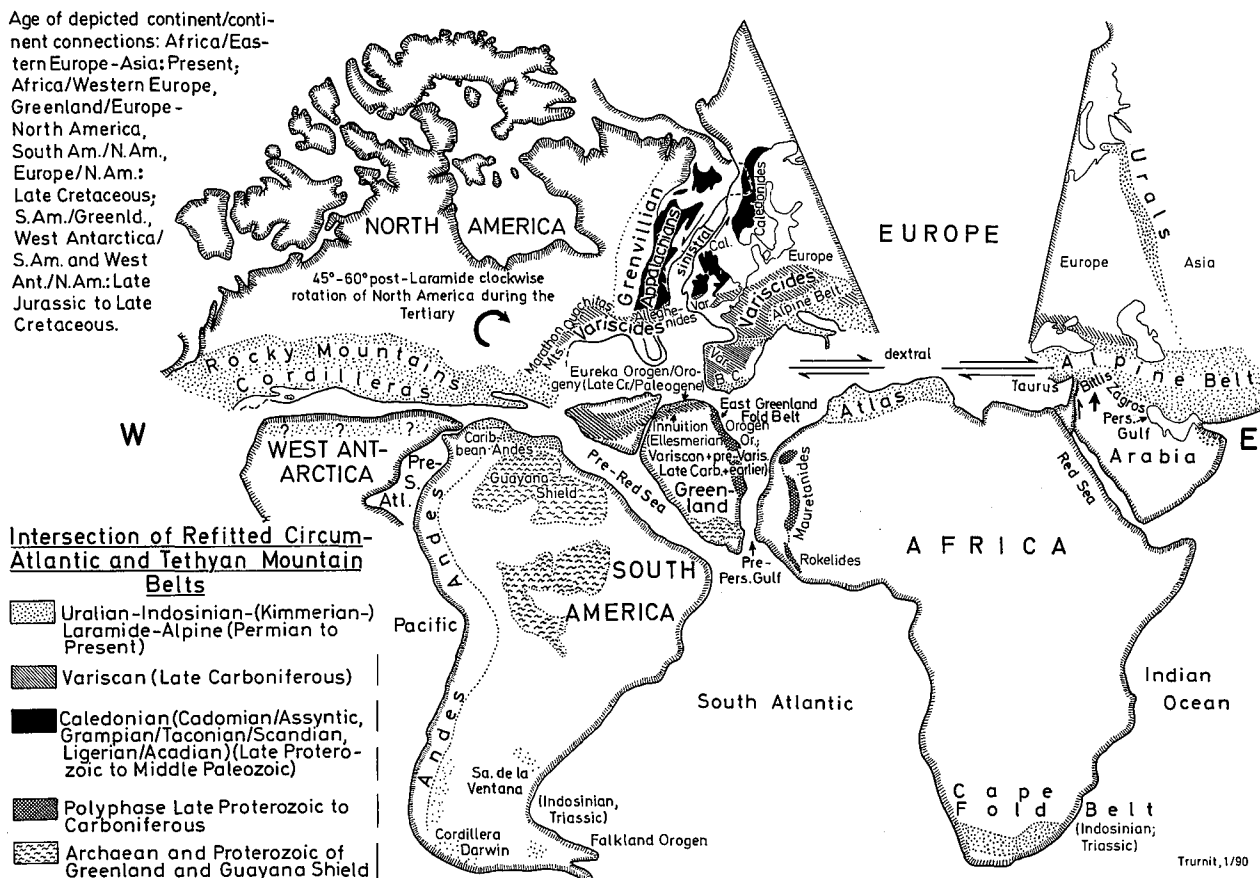 Age of depicted continent/conti-
nent connections: Africa/Eas-
tern Europe-Asia: Present;
Africa/Western Europe,
Greenland/Europe-
North America,
South Am./N.Am.,
Europe/N.Am.:
Late Cretaceous;
S.Am./Greenld.,
West Antarctica/
S.Am. and West
Ant./N.Am.: Late
Jurassic to Late
Cretaceous.
NORTH AMERICA
45°-60° post-Laramide clockwise
rotation of North America during the
Tertiary
Grenvillian
Appalachians
sinistral
Caledonides
Cal.
Europe
EUROPE
Urals
Europe
Asia
Marathon Quachitas
Mts.
Variscides
Alleghe-
nides
Var.
Variscides
Alpine Belt
Rocky Mountains
Cordilleras
Eureka Orogen/Oro-
geny (Late Cr./Paleogene)
Var.
B.C.
dextral
Alpine Belt
Taurus
Bitlis
Zagros
Pers.
Gulf
Arabia
Red Sea
W
E
WEST ANT-
ARCTICA
? ? ?
Pre-
S.
Atl.
Carib-
bean Andes
Guayana
Shield
Pre-Red Sea
East Greenland
Fold Belt
Innuition Orogen
(Ellesmerian Or.;
Variscan + pre-Varis.
Late Carb. + earlier)
Green-
land
Atlas
Mauretanides
Rokelides
Pre-
Pers. Gulf
AFRICA
SOUTH
AMERICA
Pacific
Andes
Andes
South Atlantic
Indian
Ocean
Sa. de la
Ventana
(Indosinian,
Triassic)
Cordillera
Darwin
Falkland Orogen
Cape
Fold Belt
(Indosinian;
Triassic)
Trurnit, 1/90
Intersection of Refitted Circum-
Atlantic and Tethyan Mountain
Belts
Uralian-Indosinian-(Kimmerian-)
Laramide-Alpine (Permian to
Present)
Variscan (Late Carboniferous)
Caledonian (Cadomian/Assyntic,
Grampian/Taconian/Scandian,
Ligerian/Acadian) (Late Protero-
zoic to Middle Paleozoic)
Polyphase Late Proterozoic to
Carboniferous
Archaean and Proterozoic of
Greenland and Guayana Shield